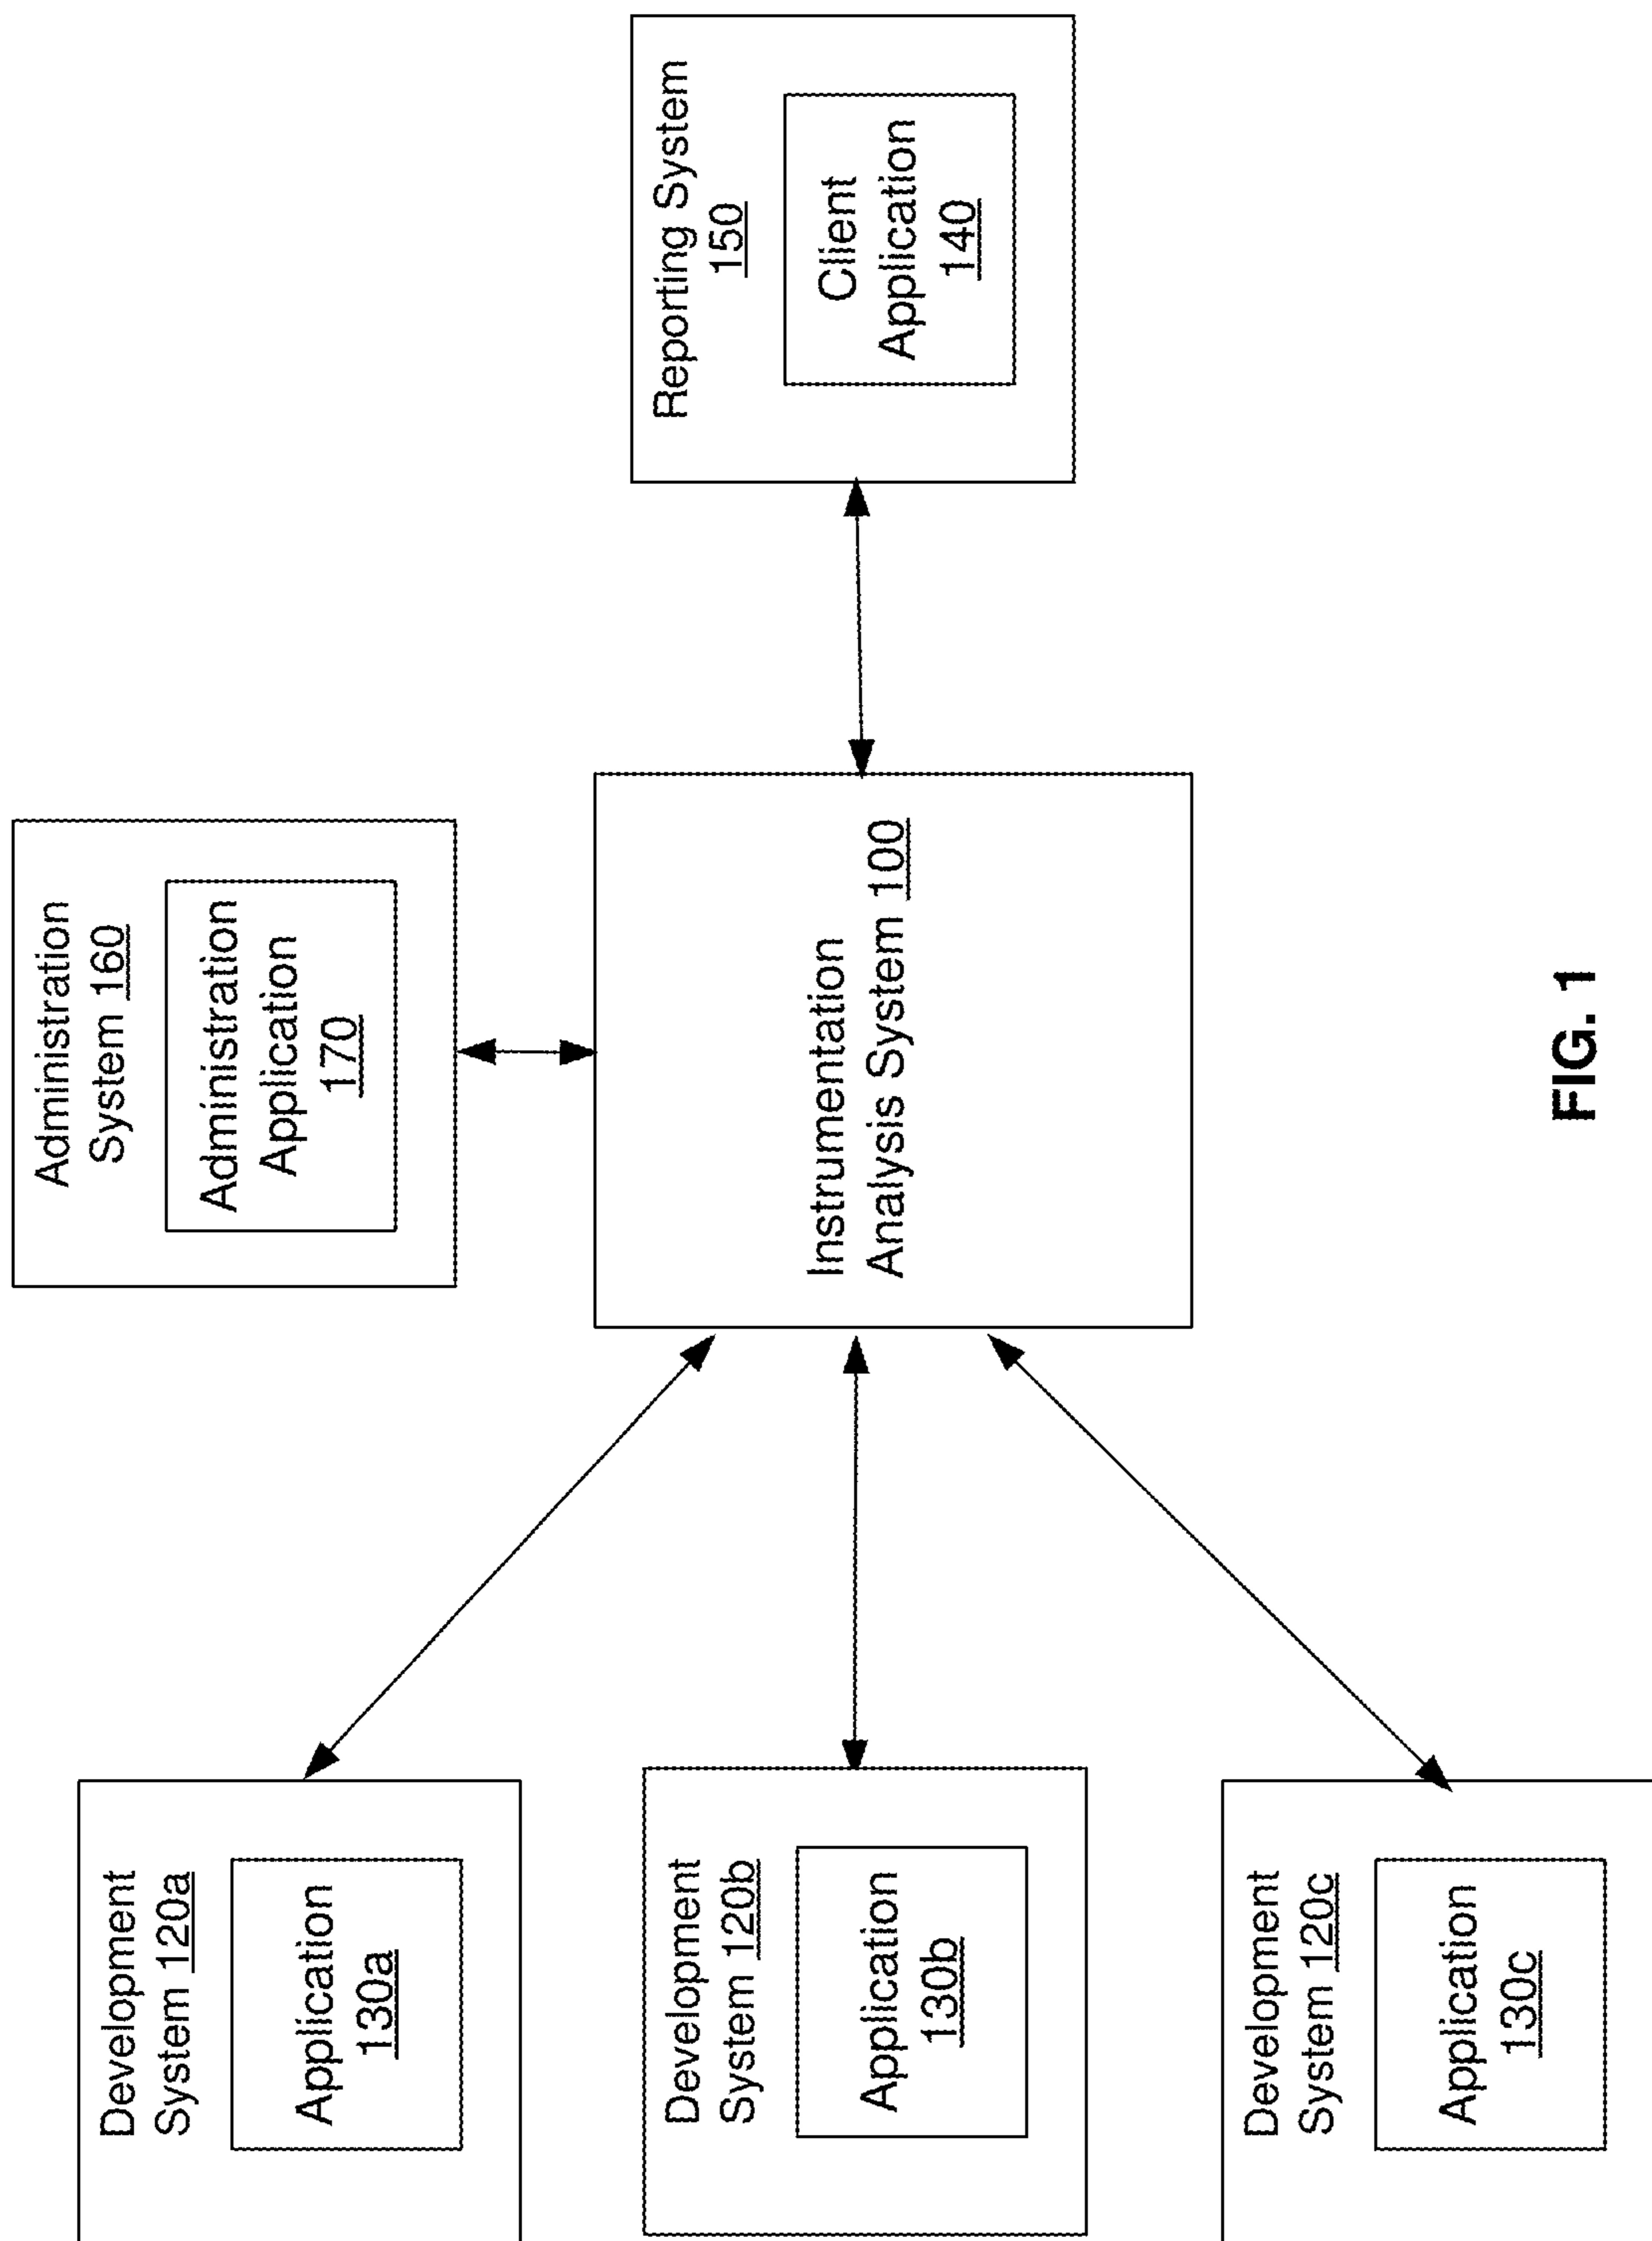 Administration
System 160
Administration
Application
170
Development
System 120a
Application
130a
Development
System 120b
Application
130b
Instrumentation
Analysis System 100
Reporting System
150
Client
Application
140
Development
System 120c
Application
130c
FIG. 1